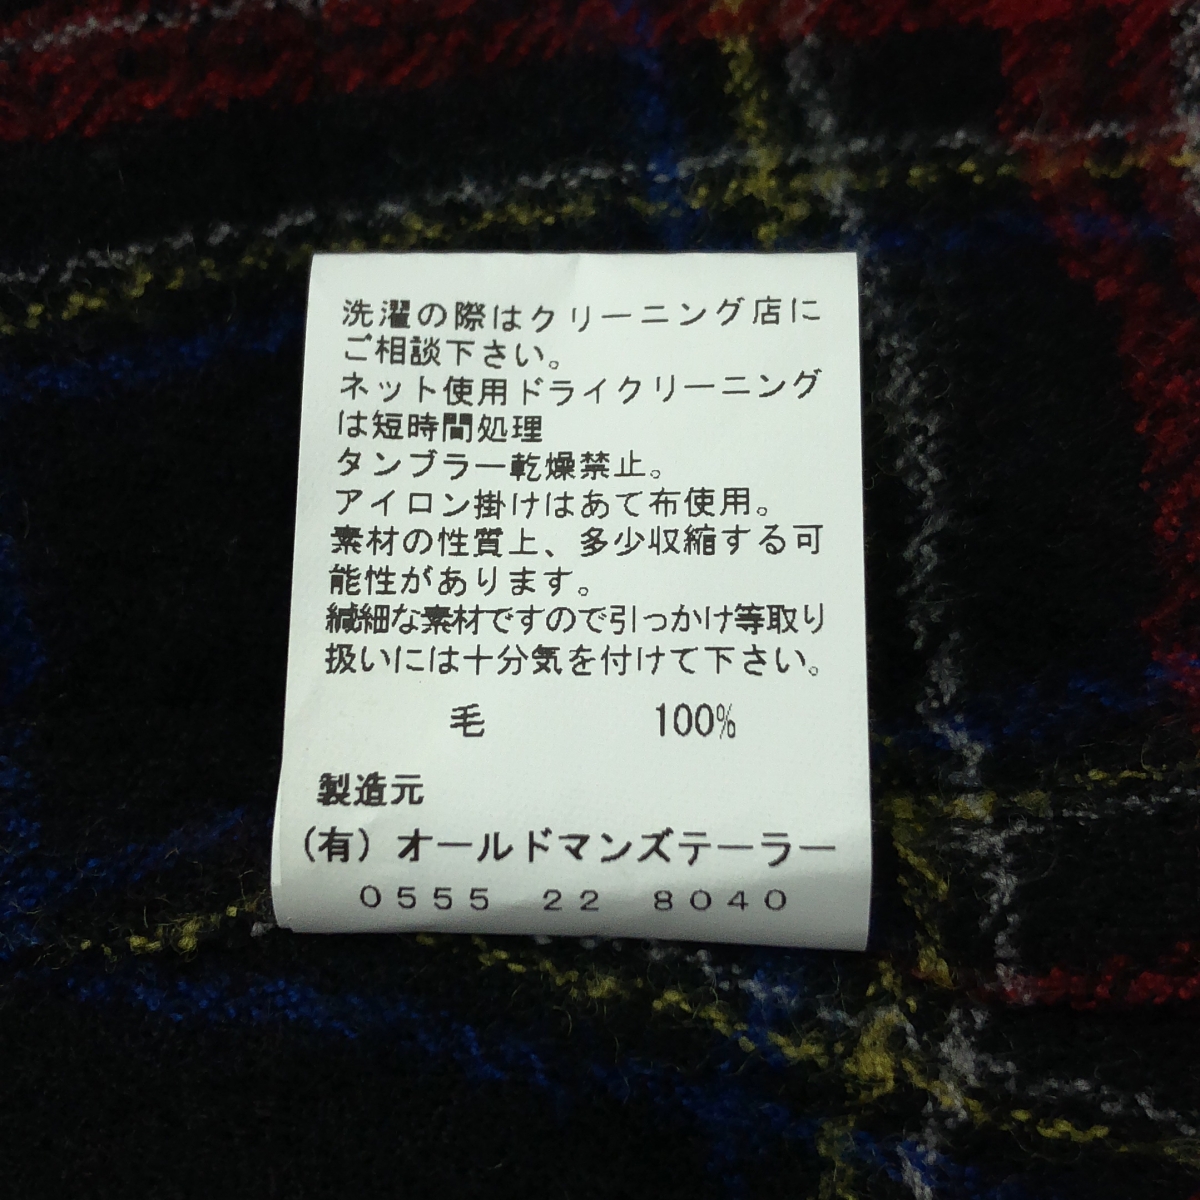 洗濯の際はクリーニング店に
ご相談下さい。
ネット使用ドライクリーニング
は短時間処理
タンブラー乾燥禁止。
アイロン掛けはあて布使用。
素材の性質上、多少収縮する可
能性があります。
繊細な素材ですので引っかけ等取り
扱いには十分気を付けて下さい。
毛 100%
製造元
(有) オールドマンズテーラー
0555 22 8040